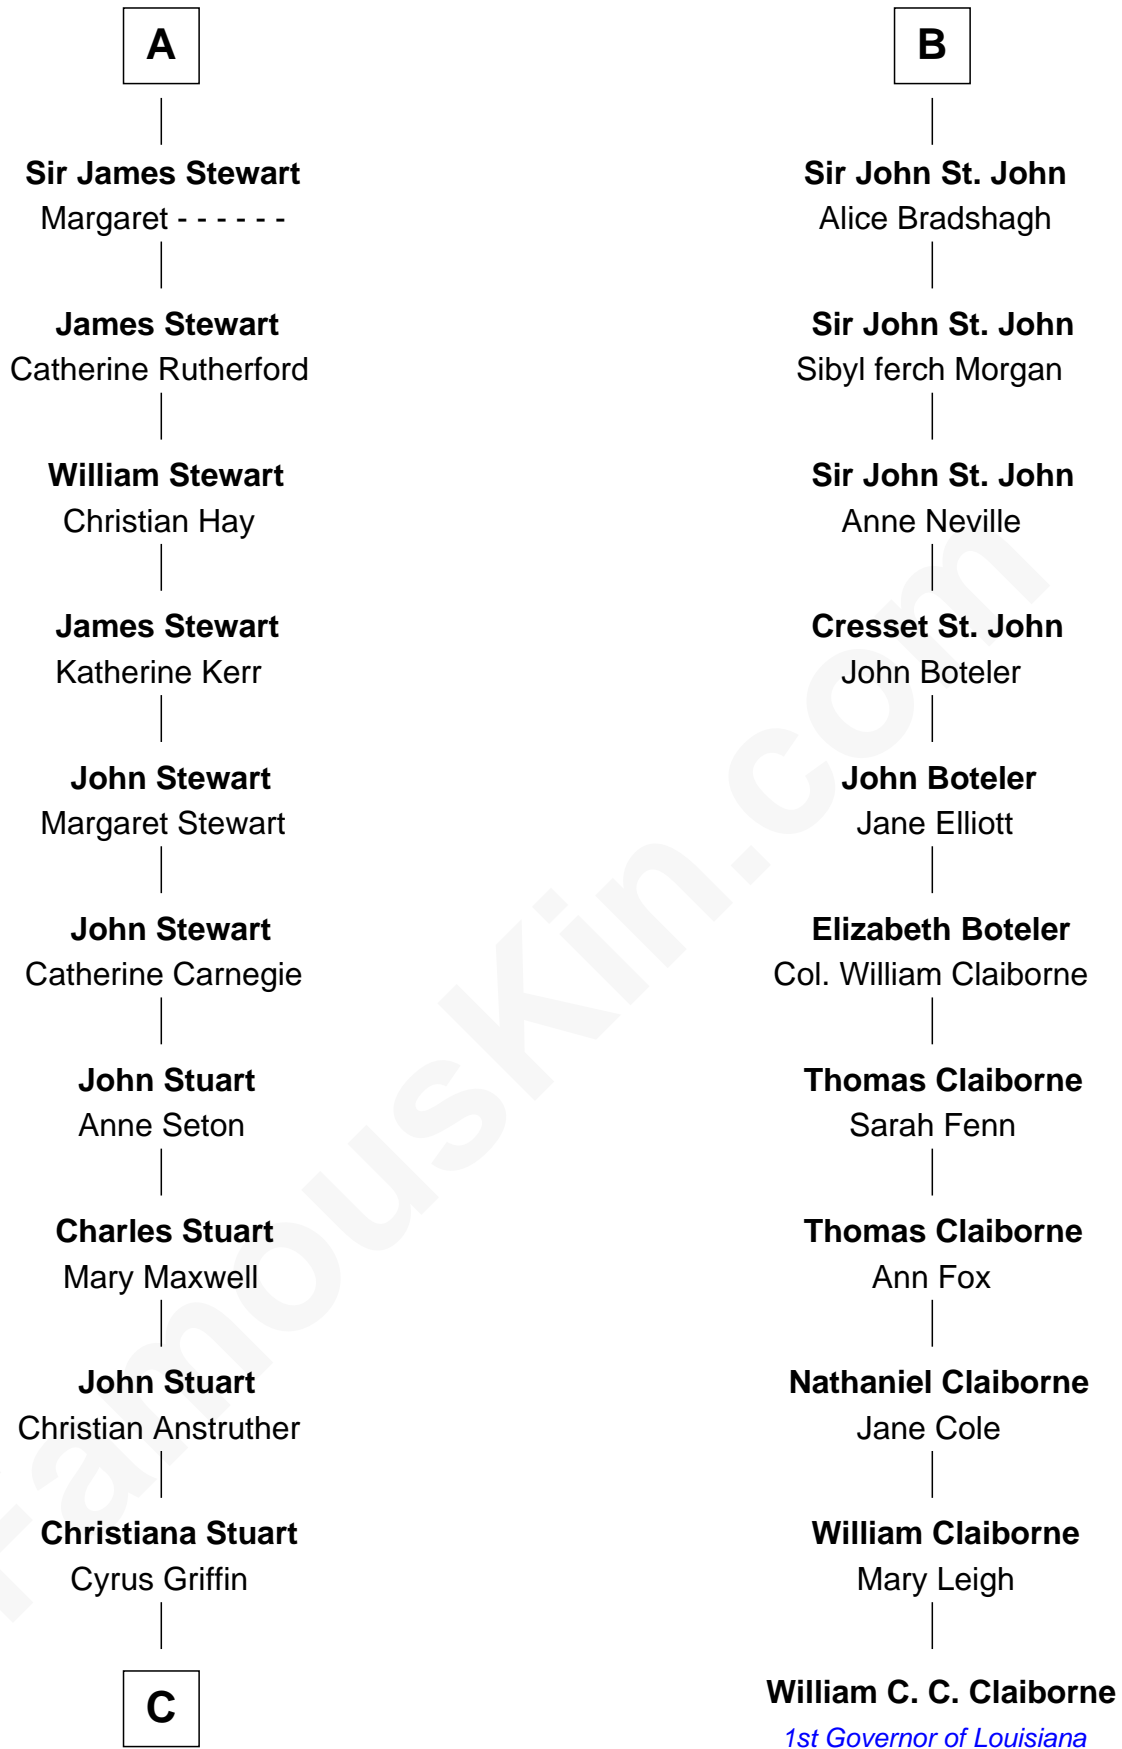 A
Sir James Stewart
Margaret - - - - - -
James Stewart
Catherine Rutherford
William Stewart
Christian Hay
James Stewart
Katherine Kerr
John Stewart
Margaret Stewart
John Stewart
Catherine Carnegie
John Stuart
Anne Seton
Charles Stuart
Mary Maxwell
John Stuart
Christian Anstruther
Christiana Stuart
Cyrus Griffin
C
B
Sir John St. John
Alice Bradshagh
Sir John St. John
Sibyl ferch Morgan
Sir John St. John
Anne Neville
Cresset St. John
John Boteler
John Boteler
Jane Elliott
Elizabeth Boteler
Col. William Claiborne
Thomas Claiborne
Sarah Fenn
Thomas Claiborne
Ann Fox
Nathaniel Claiborne
Jane Cole
William Claiborne
Mary Leigh
William C. C. Claiborne
1st Governor of Louisiana
FamousKin.com